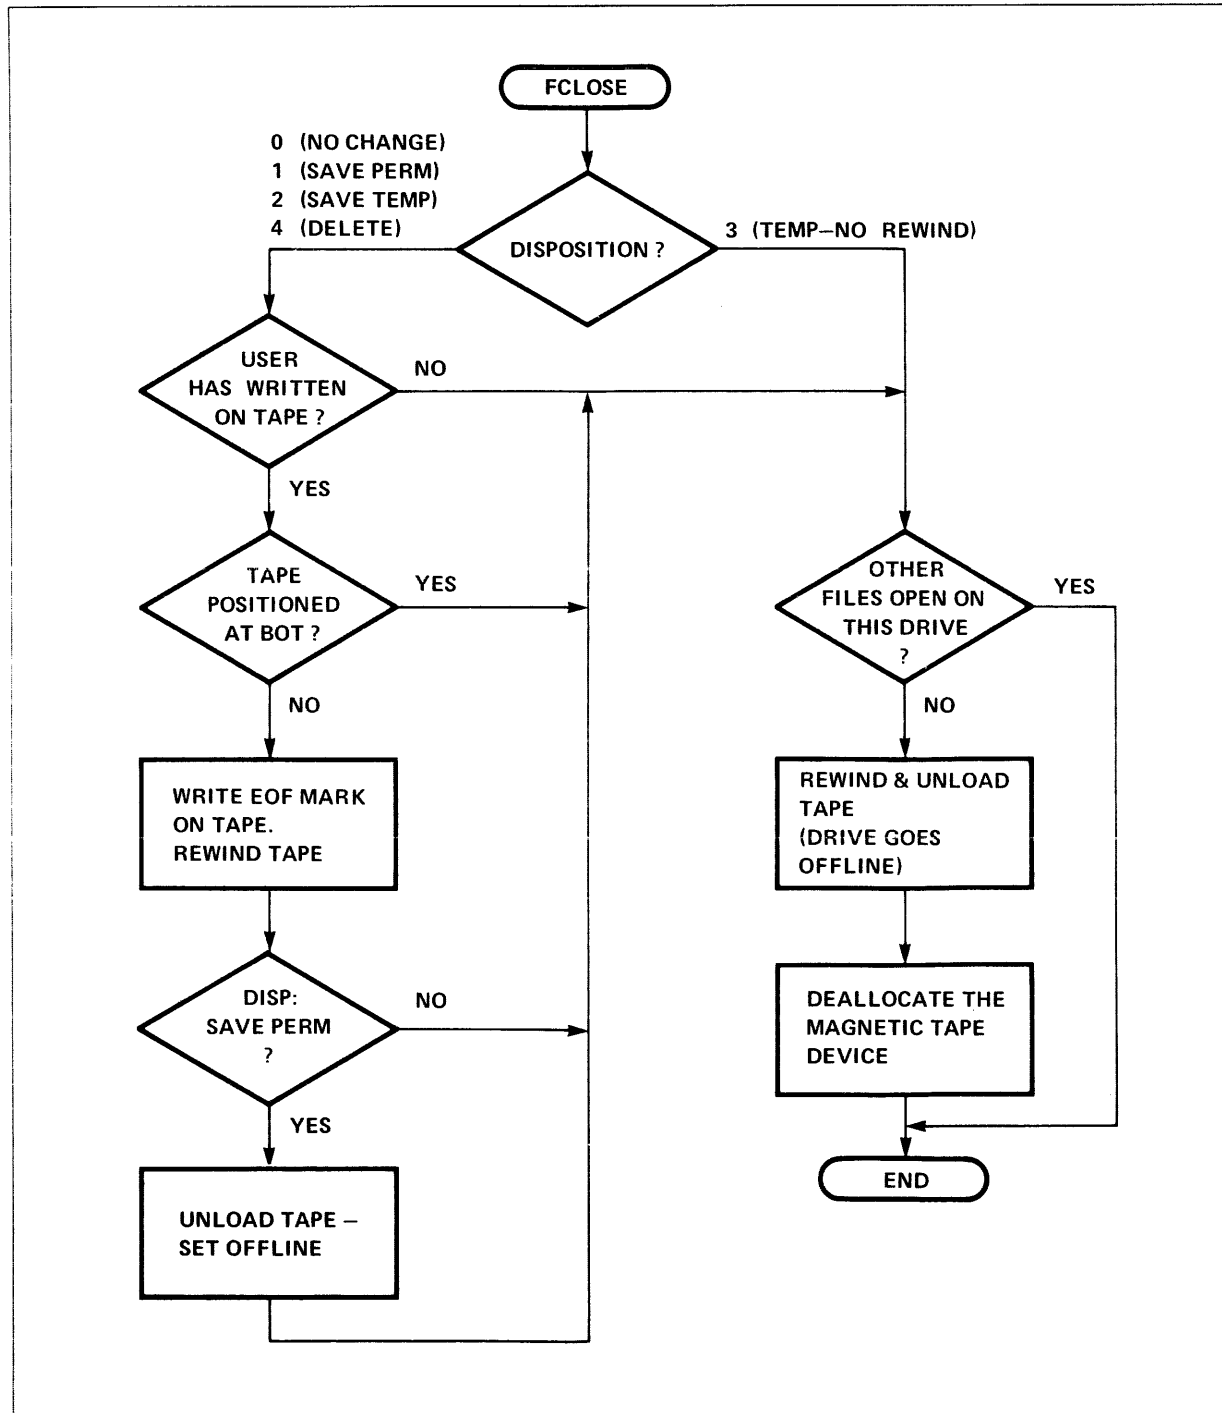 FCLOSE
0 (NO CHANGE)
1 (SAVE PERM)
2 (SAVE TEMP)
4 (DELETE)
DISPOSITION ?
3 (TEMP—NO REWIND)
USER
HAS WRITTEN
ON TAPE ?
NO
YES
TAPE
POSITIONED
AT BOT ?
YES
OTHER
FILES OPEN ON
THIS DRIVE
?
YES
NO
NO
WRITE EOF MARK
ON TAPE.
REWIND TAPE
REWIND & UNLOAD
TAPE
(DRIVE GOES
OFFLINE)
DISP:
SAVE PERM
?
NO
DEALLOCATE THE
MAGNETIC TAPE
DEVICE
YES
END
UNLOAD TAPE —
SET OFFLINE